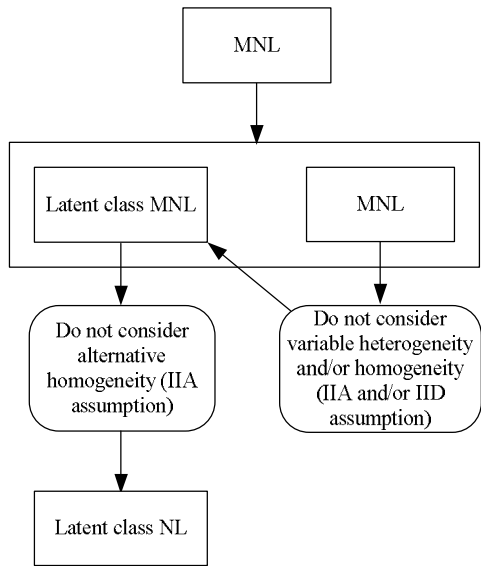 MNL
Latent class MNL
MNL
Do not consider
alternative
homogeneity (IIA
assumption)
Do not consider
variable heterogeneity
and/or homogeneity
(IIA and/or IID
assumption)
Latent class NL